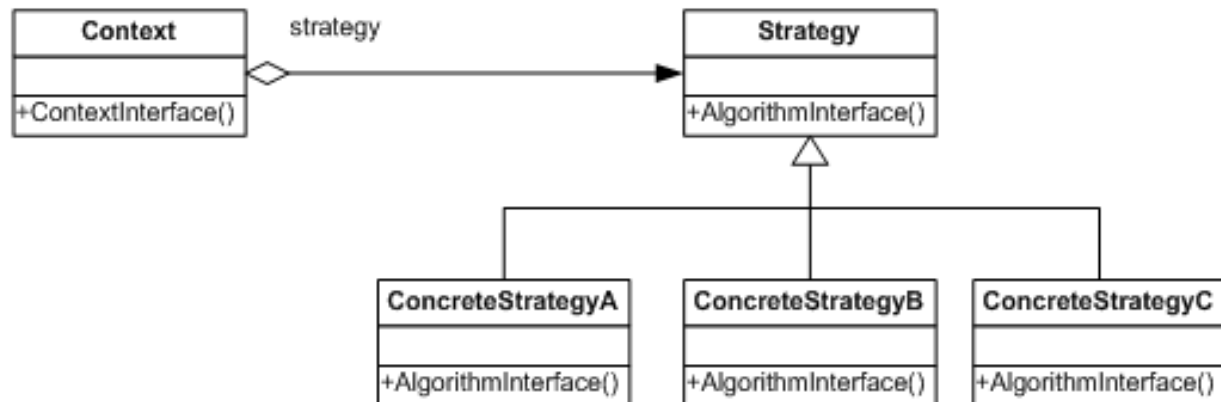 Context
strategy
Strategy
+ContextInterface()
+AlgorithmInterface()
ConcreteStrategyA
ConcreteStrategyB
ConcreteStrategyC
+AlgorithmInterface()
+AlgorithmInterface()
+AlgorithmInterface()